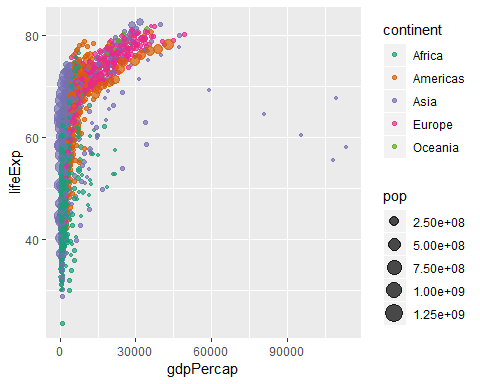 80
60
40
lifeExp
0
30000
60000
90000
gdpPercap
continent
Africa
Americas
Asia
Europe
Oceania
pop
2.50e+08
5.00e+08
7.50e+08
1.00e+09
1.25e+09